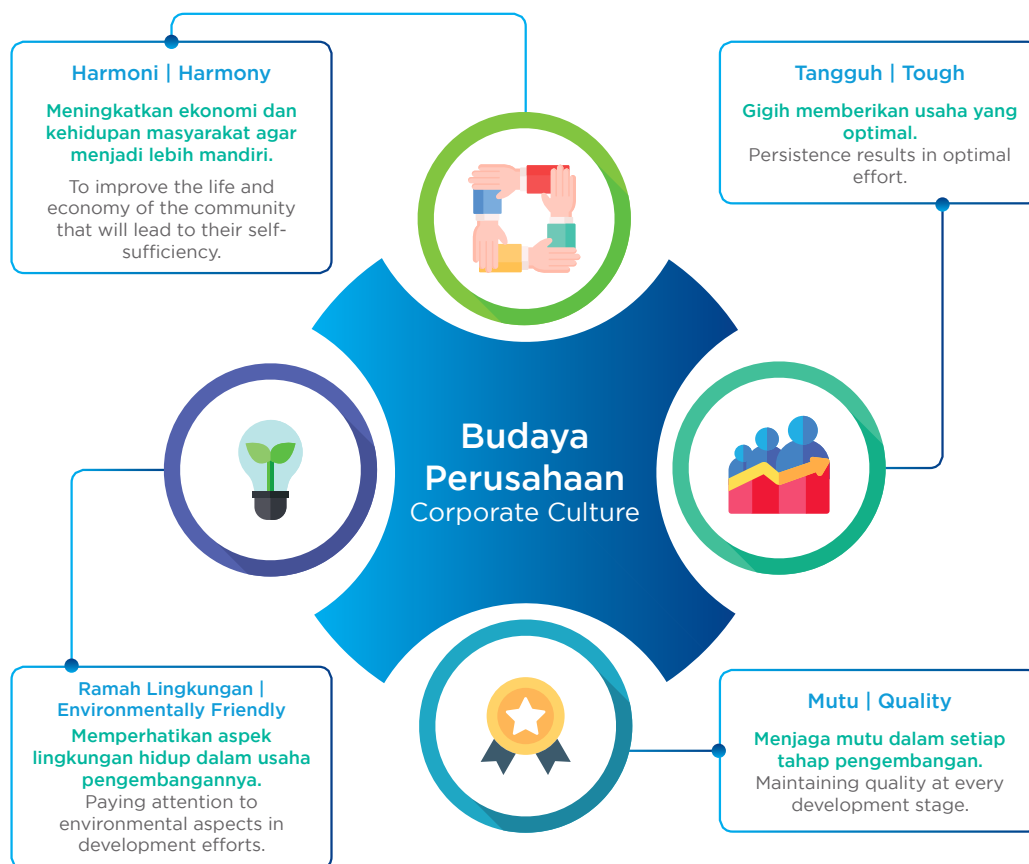 Harmoni | Harmony
Meningkatkan ekonomi dan
kehidupan masyarakat agar
menjadi lebih mandiri.
To improve the life and
economy of the community
that will lead to their self-
sufficiency.
Tangguh | Tough
Gigih memberikan usaha yang
optimal.
Persistence results in optimal
effort.
Budaya
Perusahaan
Corporate Culture
Ramah Lingkungan |
Environmentally Friendly
Memperhatikan aspek
lingkungan hidup dalam usaha
pengembangannya.
Paying attention to
environmental aspects in
development efforts.
Mutu | Quality
Menjaga mutu dalam setiap
tahap pengembangan.
Maintaining quality at every
development stage.